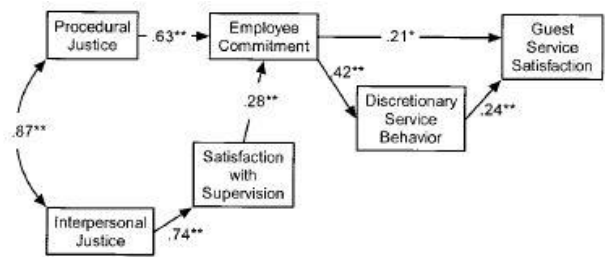 Procedural
Justice
.63**
Employee
Commitment
.21*
Guest
Service
Satisfaction
.42**
.28**
Discretionary
Service
Behavior
.24**
.87**
Satisfaction
with
Supervision
Interpersonal
Justice
.74**